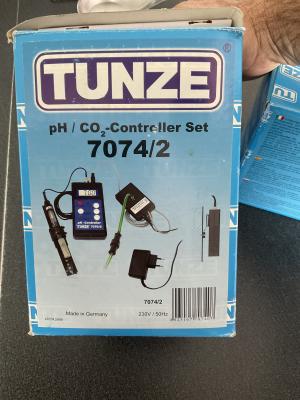 TUNZE®
pH / CO₂-Controller Set
7074/2
pH - Controller
TUNZE
7074/2
Made in Germany
230V / 50Hz